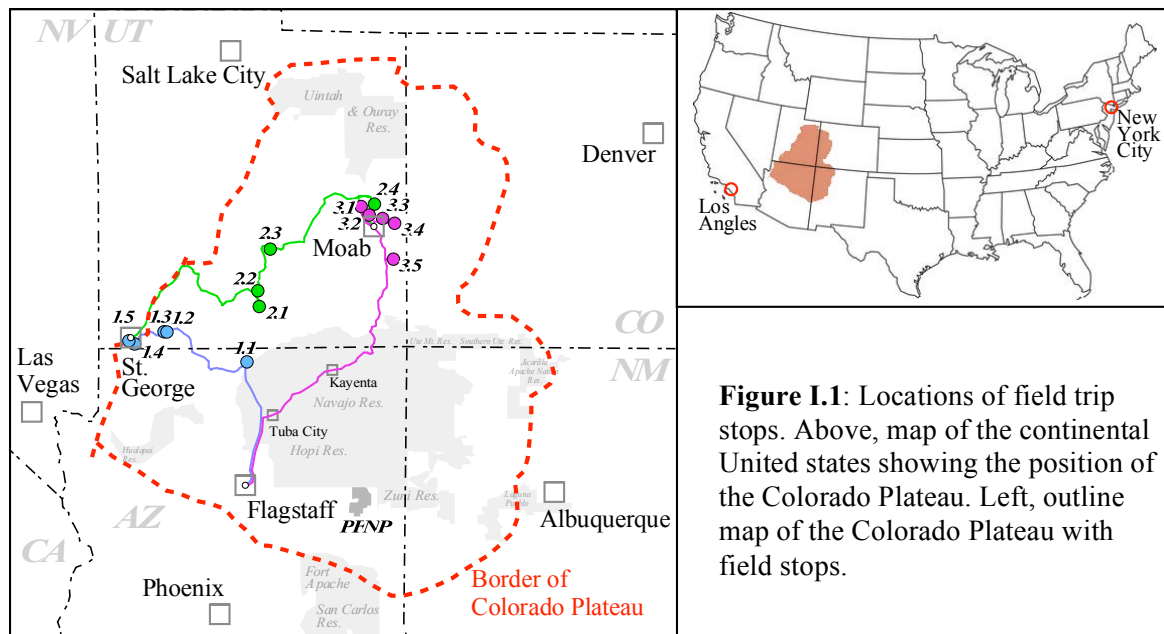 NV UT
Salt Lake City
Uintah
& Ouray
Res.
Denver
2.4
3.1
3.3
3.2
3.4
Moab
2.3
3.5
2.2
2.1
1.5
1.3
1.2
1.4
1.1
CO
NM
St.
George
Las
Vegas
Ute Mt. Res.
Southern Ute Res.
Jicarilla
Apache Nation
Res.
Kayenta
Navajo Res.
Tuba City
Hopi Res.
Hualapai
Res.
Flagstaff
PFNP
Zuni Res.
Laguna
Pueblo
Albuquerque
AZ
CA
Phoenix
Fort
Apache
San Carlos
Res.
Border of
Colorado Plateau
New
York
City
Los
Angles
Figure I.1: Locations of field trip
stops. Above, map of the continental
United states showing the position of
the Colorado Plateau. Left, outline
map of the Colorado Plateau with
field stops.